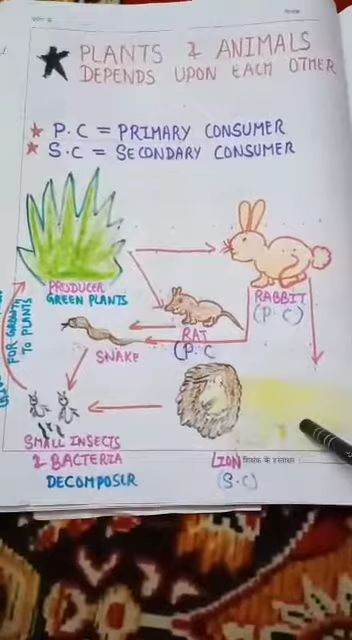 PLANTS & ANIMALS
DEPENDS UPON EACH OTHER
P.C = PRIMARY CONSUMER
S.C = SECONDARY CONSUMER
PRODUCER
GREEN PLANTS
RABBIT
(P.C)
RAT
(P.C
SNAKE
FOR GROWTH
TO PLANTS
SMALL INSECTS
& BACTERIA
DECOMPOSER
LION
(S.C)